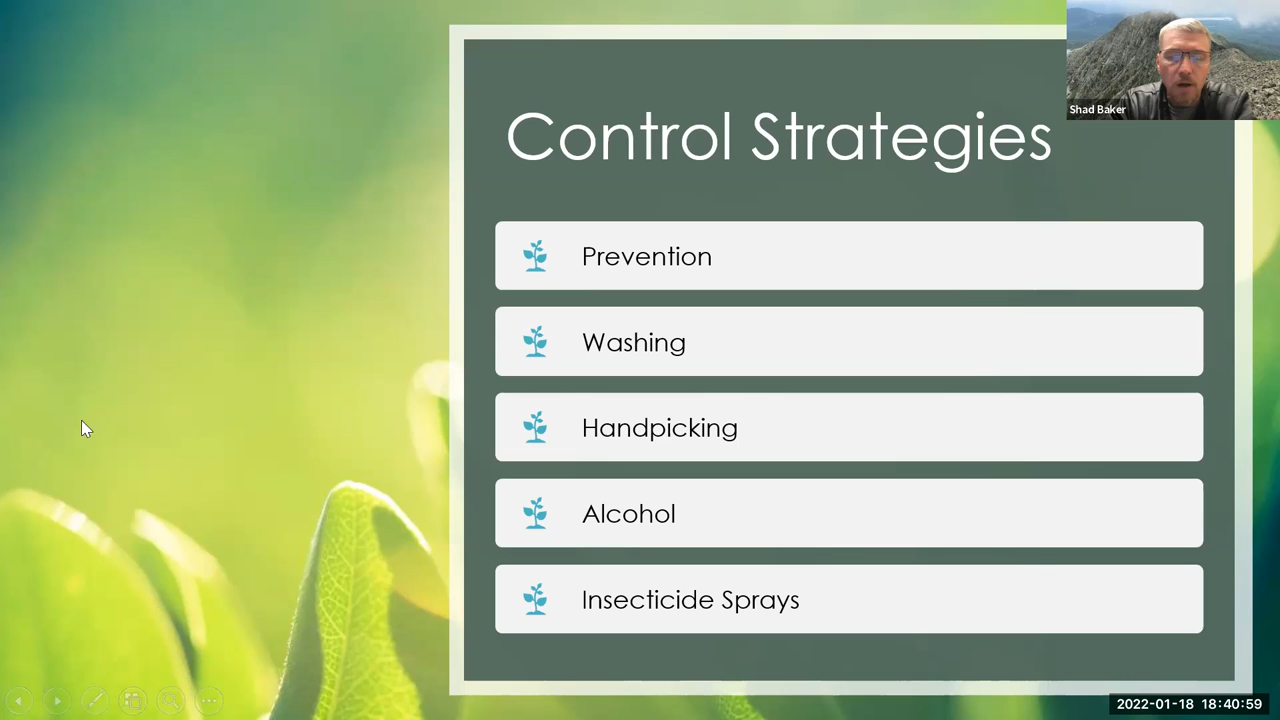 Control Strategies
Shad Baker
Prevention
Washing
Handpicking
Alcohol
Insecticide Sprays
2022-01-18 18:40:59